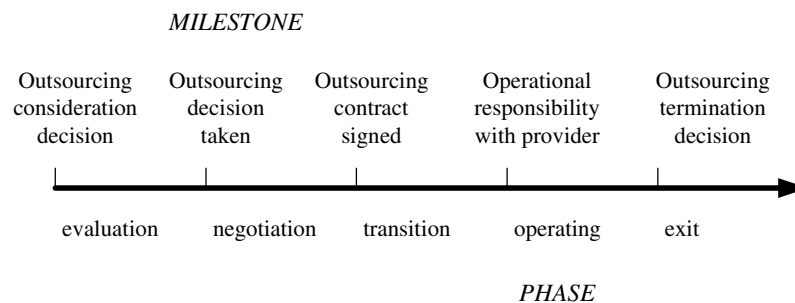 MILESTONE
Outsourcing Outsourcing Outsourcing Operational Outsourcing
consideration decision contract responsibility termination
decision taken signed with provider decision
evaluation negotiation transition operating exit
PHASE